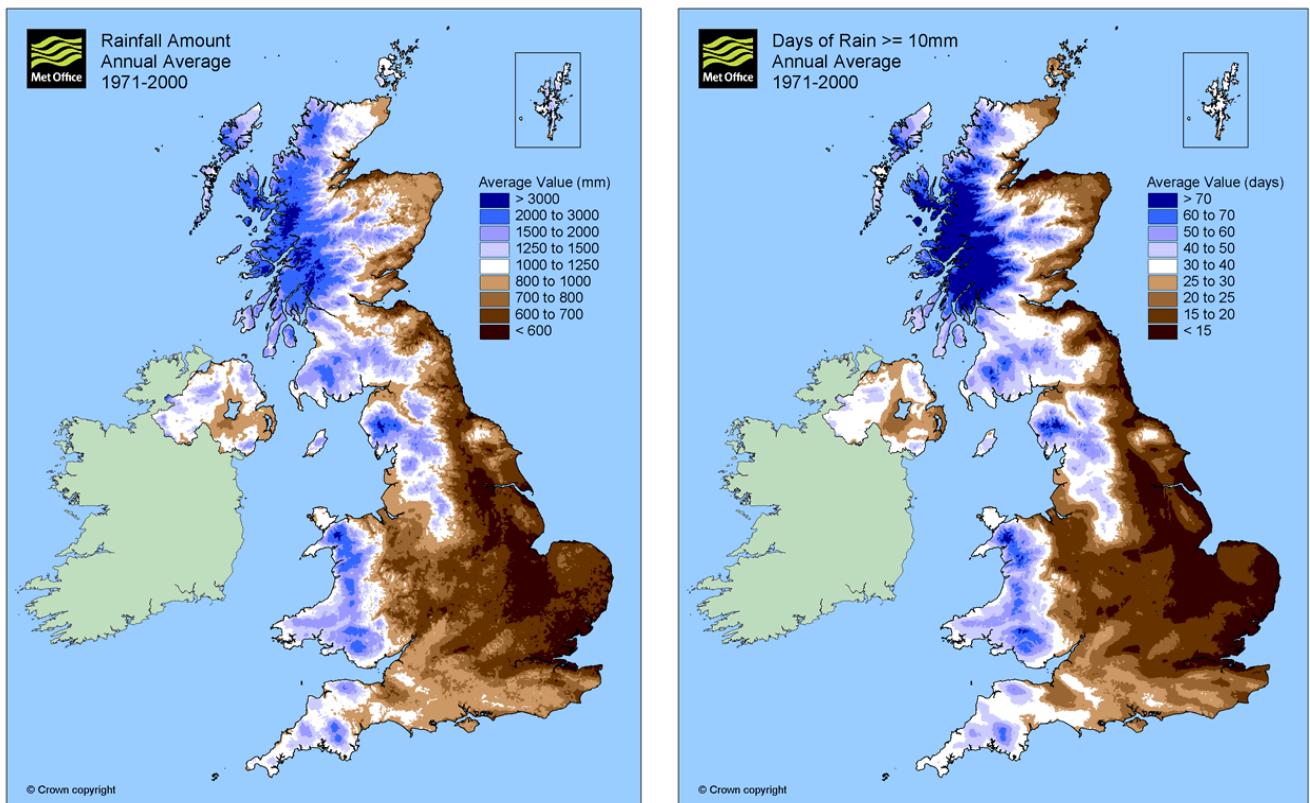 Met Office
Rainfall Amount
Annual Average
1971-2000
Average Value (mm)
> 3000
2000 to 3000
1500 to 2000
1250 to 1500
1000 to 1250
800 to 1000
700 to 800
600 to 700
< 600
© Crown copyright
Met Office
Days of Rain >= 10mm
Annual Average
1971-2000
Average Value (days)
> 70
60 to 70
50 to 60
40 to 50
30 to 40
25 to 30
20 to 25
15 to 20
< 15
© Crown copyright